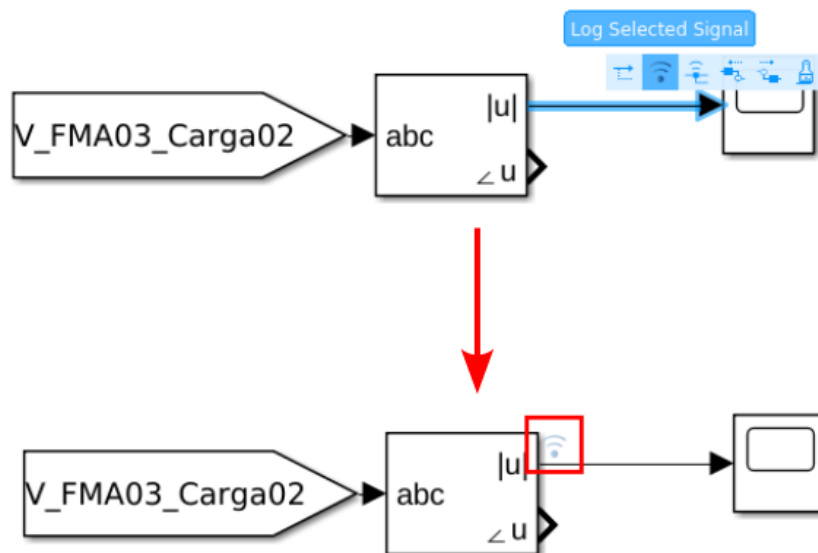 Log Selected Signal
V_FMA03_Carga02
abc
|u|
∠u
V_FMA03_Carga02
abc
|u|
∠u